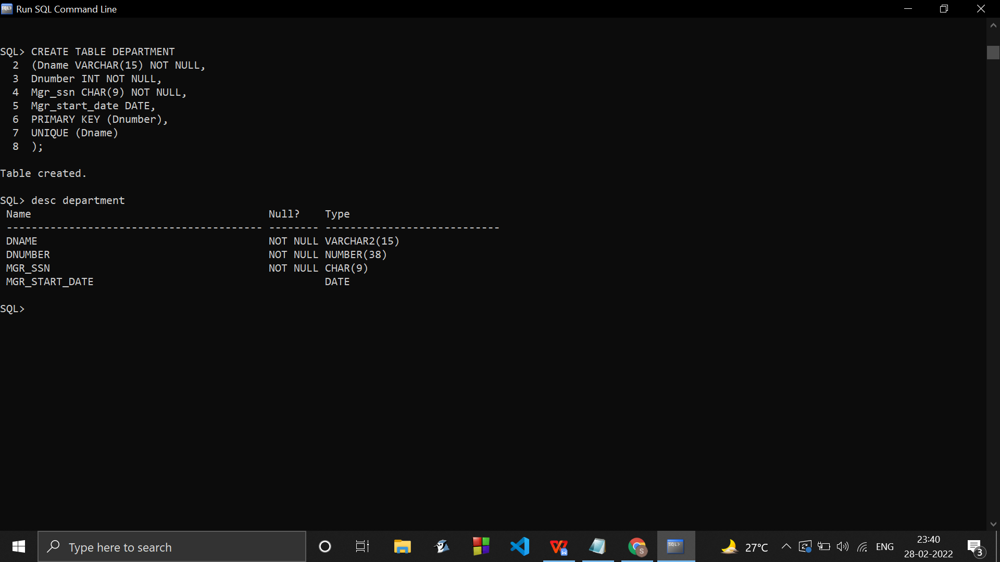 Run SQL Command Line
SQL> CREATE TABLE DEPARTMENT
  2  (Dname VARCHAR(15) NOT NULL,
  3  Dnumber INT NOT NULL,
  4  Mgr_ssn CHAR(9) NOT NULL,
  5  Mgr_start_date DATE,
  6  PRIMARY KEY (Dnumber),
  7  UNIQUE (Dname)
  8  );
Table created.
SQL> desc department
 Name                                      Null?    Type
 ----------------------------------------- -------- ----------------------------
 DNAME                                     NOT NULL VARCHAR2(15)
 DNUMBER                                   NOT NULL NUMBER(38)
 MGR_SSN                                   NOT NULL CHAR(9)
 MGR_START_DATE                                     DATE
SQL>
Type here to search
27°C
ENG
23:40
28-02-2022
3